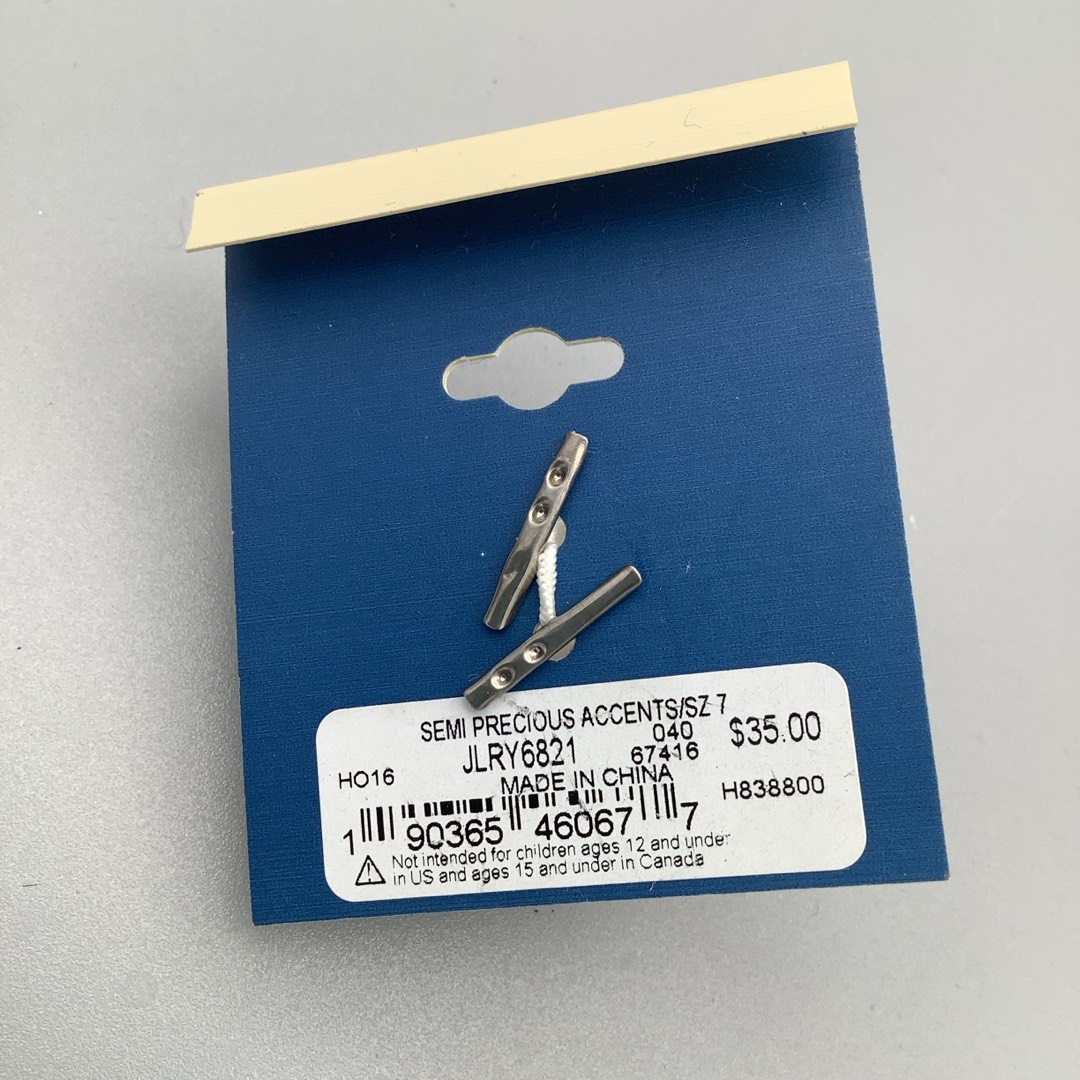 SEMI PRECIOUS ACCENTS/SZ 7
JLRY6821 040 $35.00
67416
HO16 MADE IN CHINA H838800
1 90365 46067 7
Not intended for children ages 12 and under
in US and ages 15 and under in Canada